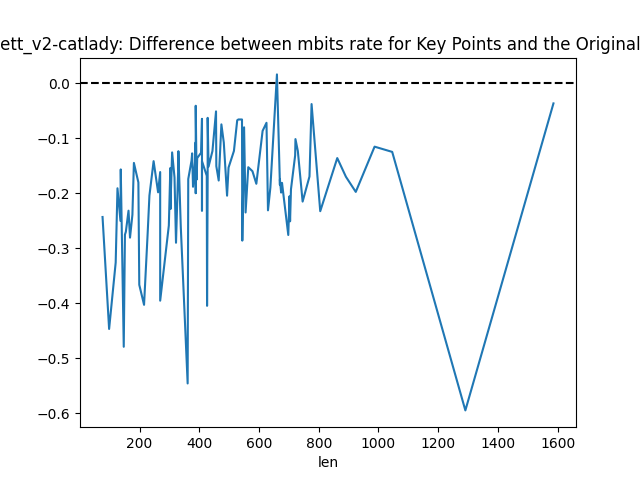 ett_v2-catlady: Difference between mbits rate for Key Points and the Original
0.0
−0.1
−0.2
−0.3
−0.4
−0.5
−0.6
200 400 600 800 1000 1200 1400 1600
len